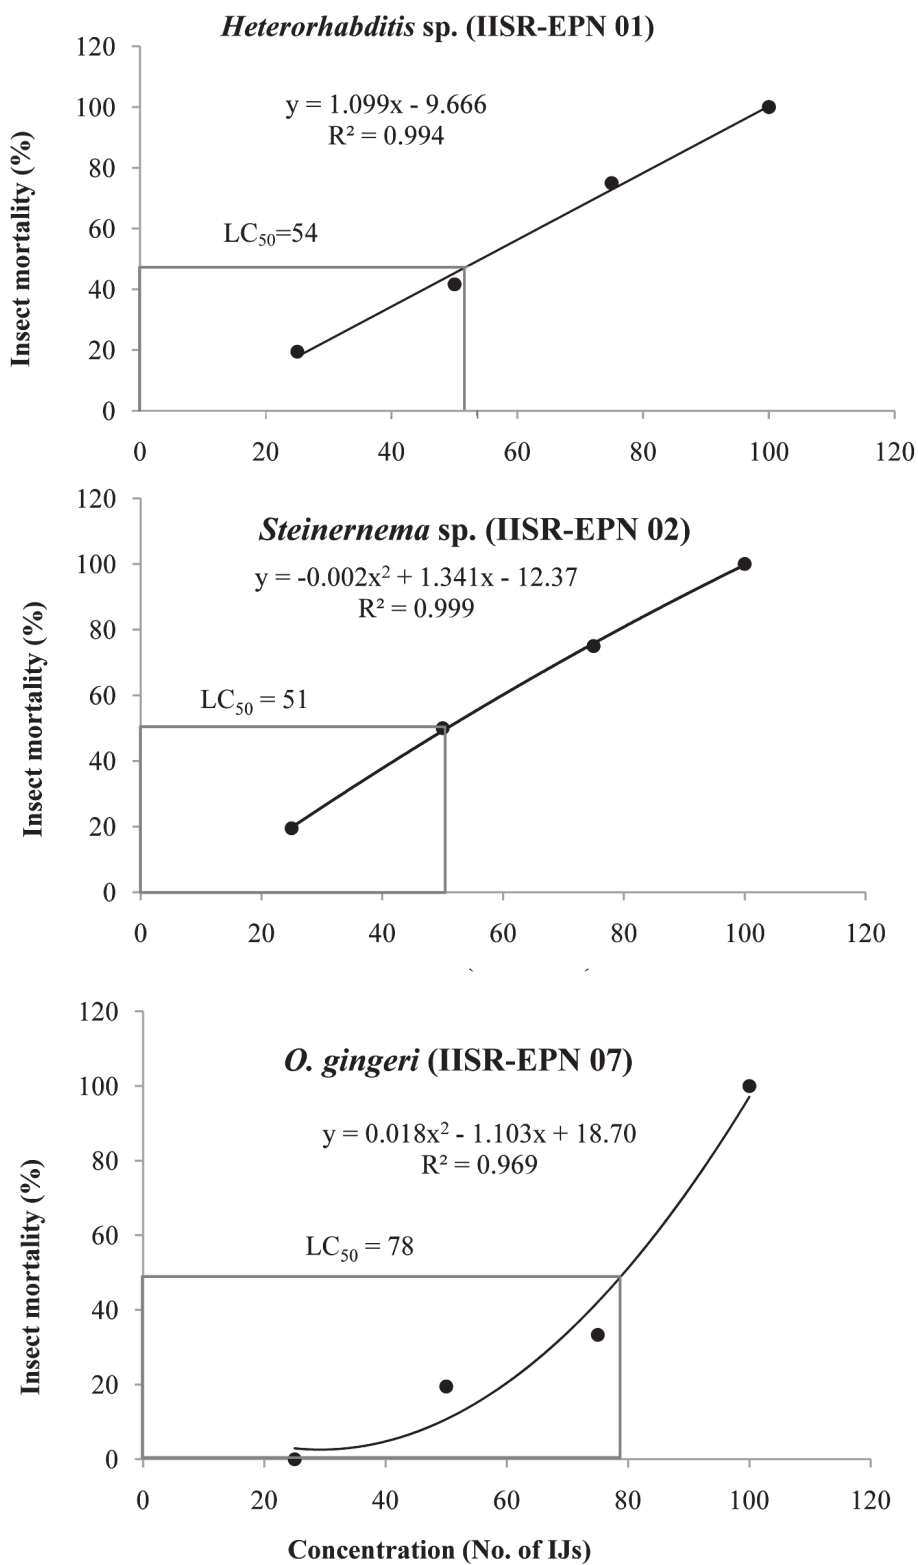 Heterorhabditis sp. (IISR-EPN 01)
120
100
80
60
40
20
0
Insect mortality (%)
y = 1.099x - 9.666
R² = 0.994
LC₅₀=54
0 20 40 60 80 100 120
Steinernema sp. (IISR-EPN 02)
120
100
80
60
40
20
0
Insect mortality (%)
y = -0.002x² + 1.341x - 12.37
R² = 0.999
LC₅₀ = 51
0 20 40 60 80 100 120
O. gingeri (IISR-EPN 07)
120
100
80
60
40
20
0
Insect mortality (%)
y = 0.018x² - 1.103x + 18.70
R² = 0.969
LC₅₀ = 78
0 20 40 60 80 100 120
Concentration (No. of IJs)